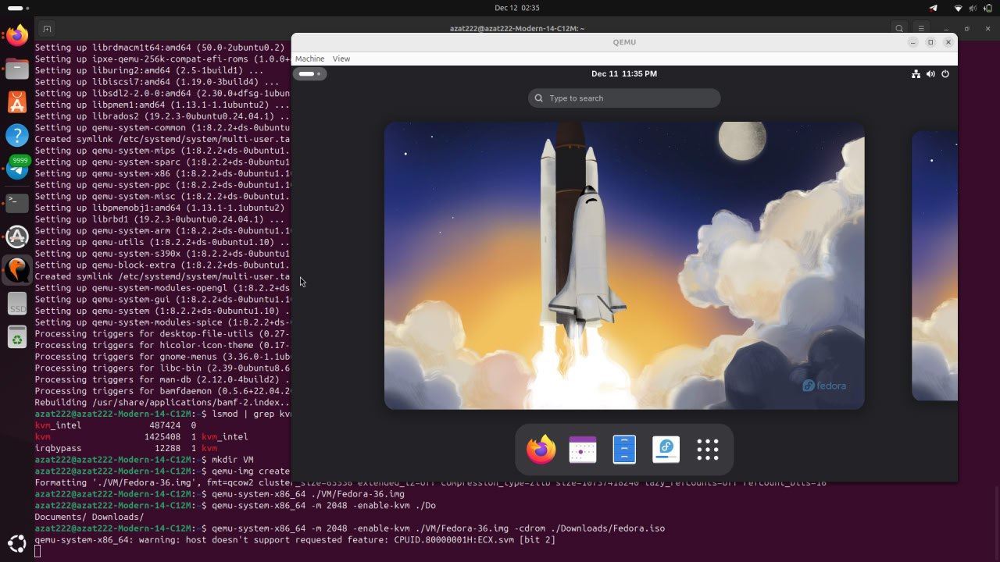 Dec 12 02:35
azat222@azat222-Modern-14-C12M: ~
Setting up librdmacm1t64:amd64 (50.0-2ubuntu0.2)
Setting up ipxe-qemu-256k-compat-efi-roms (1.0.0+
Setting up liburing2:amd64 (2.5-1build1) ...
Setting up libiscsi7:amd64 (1.19.0-3build4) ...
Setting up libsdl2-2.0-0:amd64 (2.30.0+dfsg-1ubun
Setting up libpmem1:amd64 (1.13.1-1.1ubuntu2) ...
Setting up librados2 (19.2.3-0ubuntu0.24.04.1) ...
Setting up qemu-system-common (1:8.2.2+ds-0ubuntu
Created symlink /etc/systemd/system/multi-user.ta
Setting up qemu-system-mips (1:8.2.2+ds-0ubuntu1.
Setting up qemu-system-sparc (1:8.2.2+ds-0ubuntu1
Setting up qemu-system-x86 (1:8.2.2+ds-0ubuntu1.1
Setting up qemu-system-ppc (1:8.2.2+ds-0ubuntu1.1
Setting up qemu-system-misc (1:8.2.2+ds-0ubuntu1.
Setting up libpmemobj1:amd64 (1.13.1-1.1ubuntu2)
Setting up librbd1 (19.2.3-0ubuntu0.24.04.1) ...
Setting up qemu-system-arm (1:8.2.2+ds-0ubuntu1.1
Setting up qemu-utils (1:8.2.2+ds-0ubuntu1.10) ..
Setting up qemu-system-s390x (1:8.2.2+ds-0ubuntu1
Setting up qemu-block-extra (1:8.2.2+ds-0ubuntu1.
Created symlink /etc/systemd/system/multi-user.ta
Setting up qemu-system-modules-opengl (1:8.2.2+ds
Setting up qemu-system-gui (1:8.2.2+ds-0ubuntu1.1
Setting up qemu-system (1:8.2.2+ds-0ubuntu1.10) .
Setting up qemu-system-modules-spice (1:8.2.2+ds-
Processing triggers for desktop-file-utils (0.27-
Processing triggers for hicolor-icon-theme (0.17-
Processing triggers for gnome-menus (3.36.0-1.1ub
Processing triggers for libc-bin (2.39-0ubuntu8.6
Processing triggers for man-db (2.12.0-4build2) .
Processing triggers for bamfdaemon (0.5.6+22.04.2
Rebuilding /usr/share/applications/bamf-2.index..
azat222@azat222-Modern-14-C12M:~$ lsmod | grep kvm
kvm_intel 487424 0
kvm 1425408 1 kvm_intel
irqbypass 12288 1 kvm
azat222@azat222-Modern-14-C12M:~$ mkdir VM
azat222@azat222-Modern-14-C12M:~$ qemu-img create
Formatting './VM/Fedora-36.img', fmt=qcow2 cluster_size=65536 extended_l2=off compression_type=zlib size=10737418240 lazy_refcounts=off refcount_bits=16
azat222@azat222-Modern-14-C12M:~$ qemu-system-x86_64 ./VM/Fedora-36.img
azat222@azat222-Modern-14-C12M:~$ qemu-system-x86_64 -m 2048 -enable-kvm ./Do
Documents/ Downloads/
azat222@azat222-Modern-14-C12M:~$ qemu-system-x86_64 -m 2048 -enable-kvm ./VM/Fedora-36.img -cdrom ./Downloads/Fedora.iso
qemu-system-x86_64: warning: host doesn't support requested feature: CPUID.80000001H:ECX.svm [bit 2]
QEMU
Machine View
Dec 11 11:35 PM
Type to search
fedora
9999
SSD